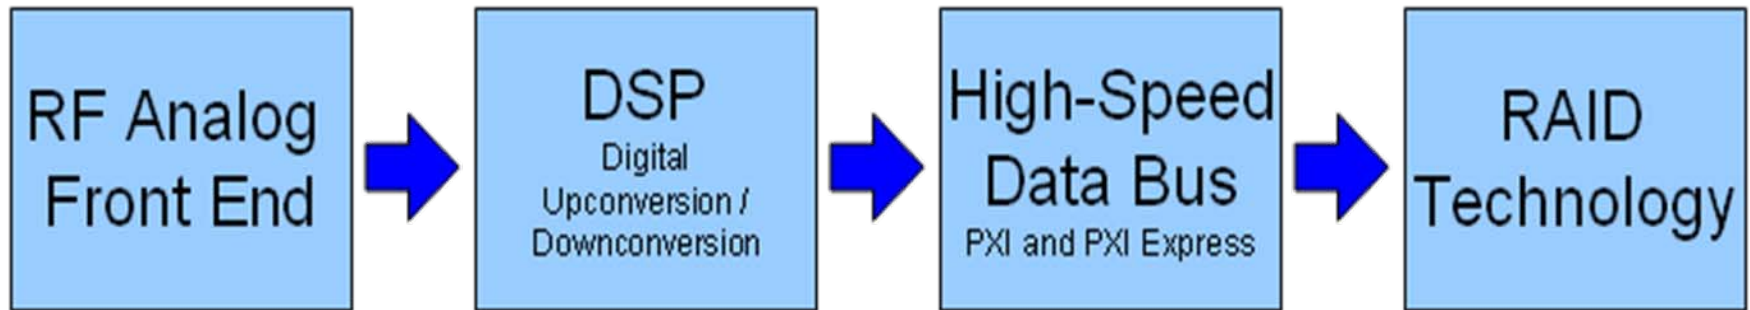 RF Analog
Front End
DSP
Digital
Upconversion /
Downconversion
High-Speed
Data Bus
PXI and PXI Express
RAID
Technology